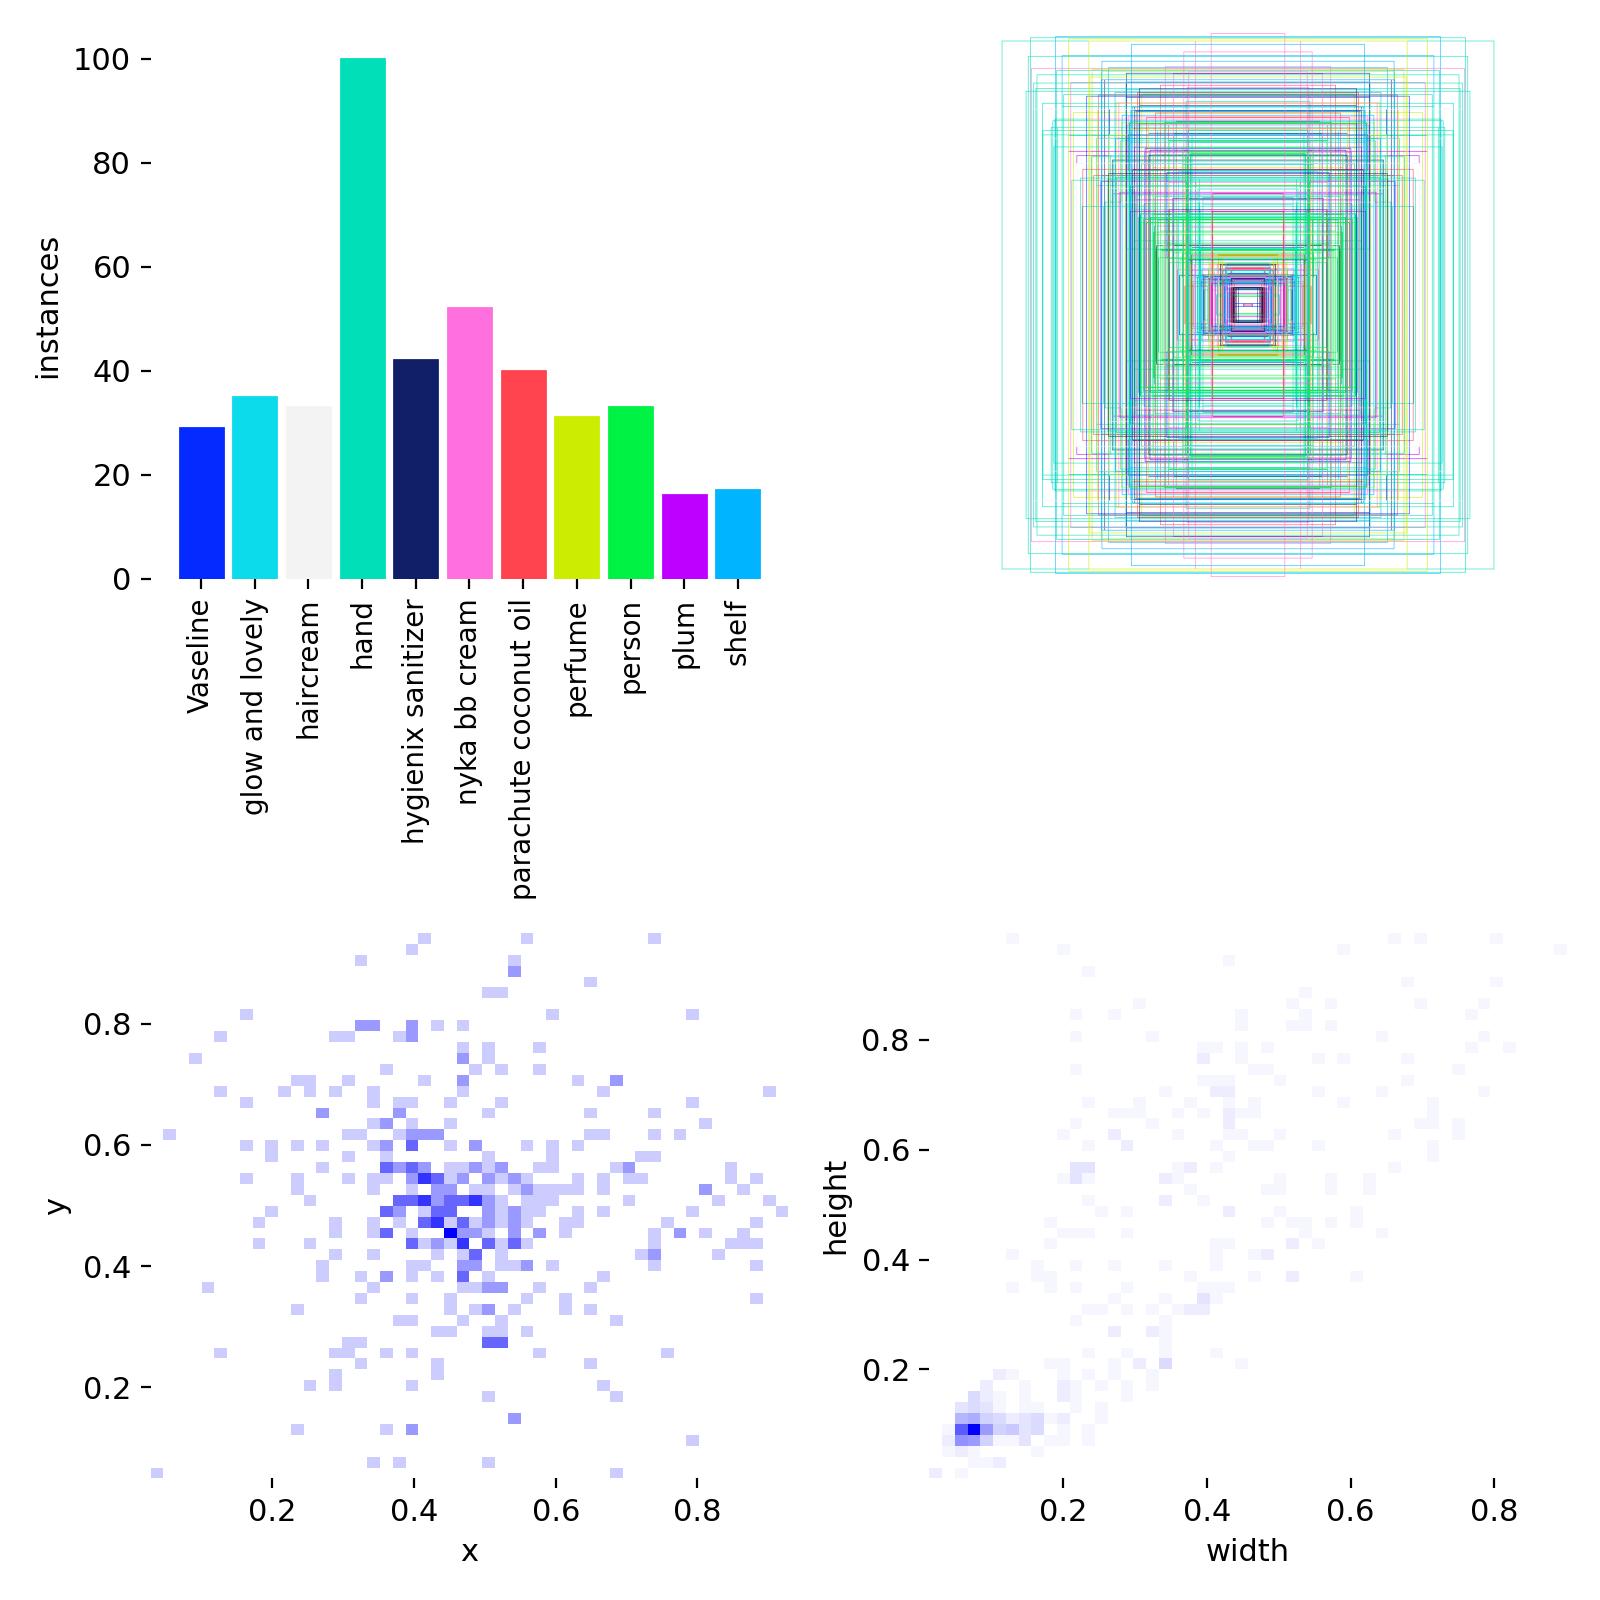 100
80
60
40
20
0
instances
Vaseline
glow and lovely
haircream
hand
hygienix sanitizer
nyka bb cream
parachute coconut oil
perfume
person
plum
shelf
0.8
0.6
0.4
0.2
y
0.2 0.4 0.6 0.8
x
0.8
0.6
0.4
0.2
height
0.2 0.4 0.6 0.8
width